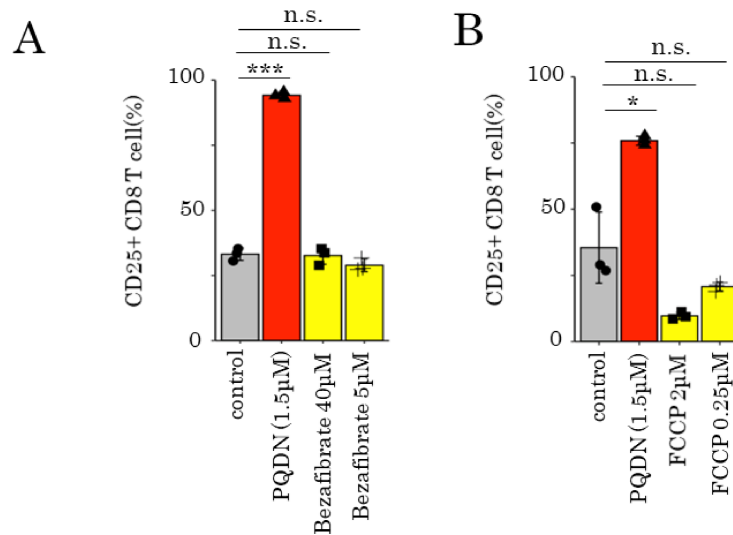 A
n.s.
n.s.
***
CD25+ CD8 T cell(%)
100
50
0
control
PQDN (1.5μM)
Bezafibrate 40μM
Bezafibrate 5μM
B
n.s.
n.s.
*
CD25+ CD8 T cell(%)
100
50
0
control
PQDN (1.5μM)
FCCP 2μM
FCCP 0.25μM